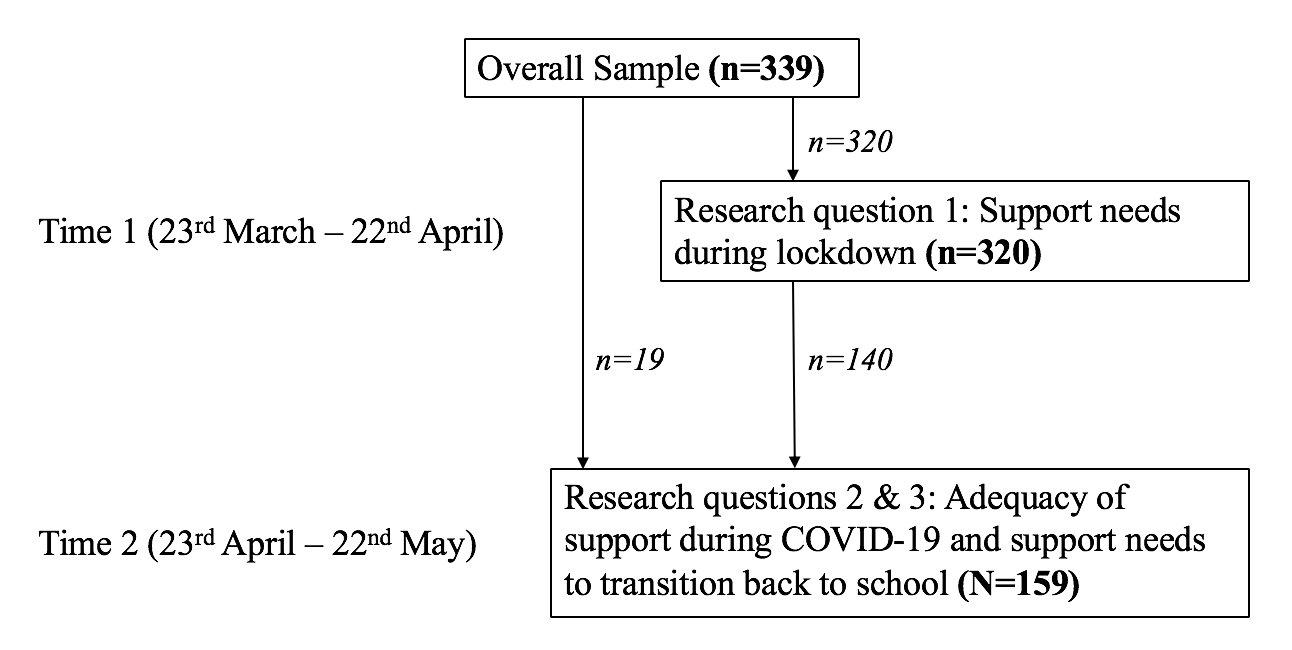 Overall Sample (n=339)
n=320
Time 1 (23rd March – 22nd April)
Research question 1: Support needs
during lockdown (n=320)
n=19
n=140
Time 2 (23rd April – 22nd May)
Research questions 2 & 3: Adequacy of
support during COVID-19 and support needs
to transition back to school (N=159)